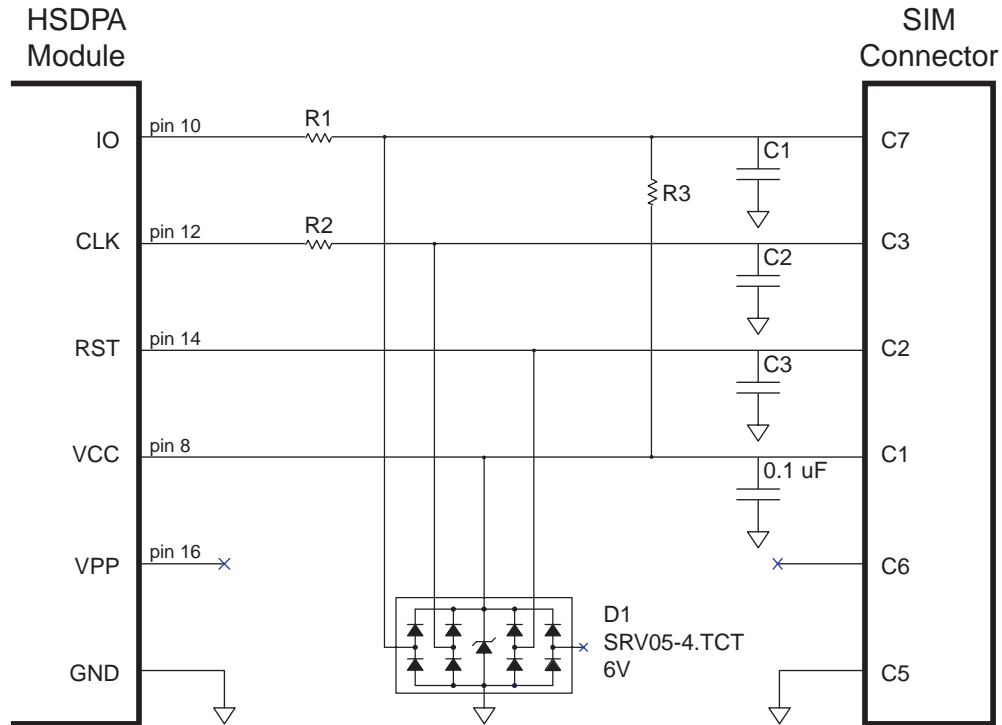 HSDPA
Module
SIM
Connector
IO
pin 10
R1
C1
C7
R3
CLK
pin 12
R2
C2
C3
RST
pin 14
C3
C2
VCC
pin 8
0.1 uF
C1
VPP
pin 16
C6
D1
SRV05-4.TCT
6V
GND
C5